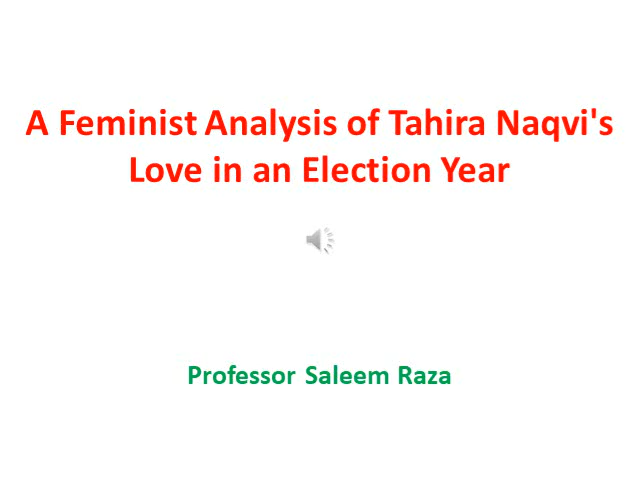 A Feminist Analysis of Tahira Naqvi's
Love in an Election Year
Professor Saleem Raza